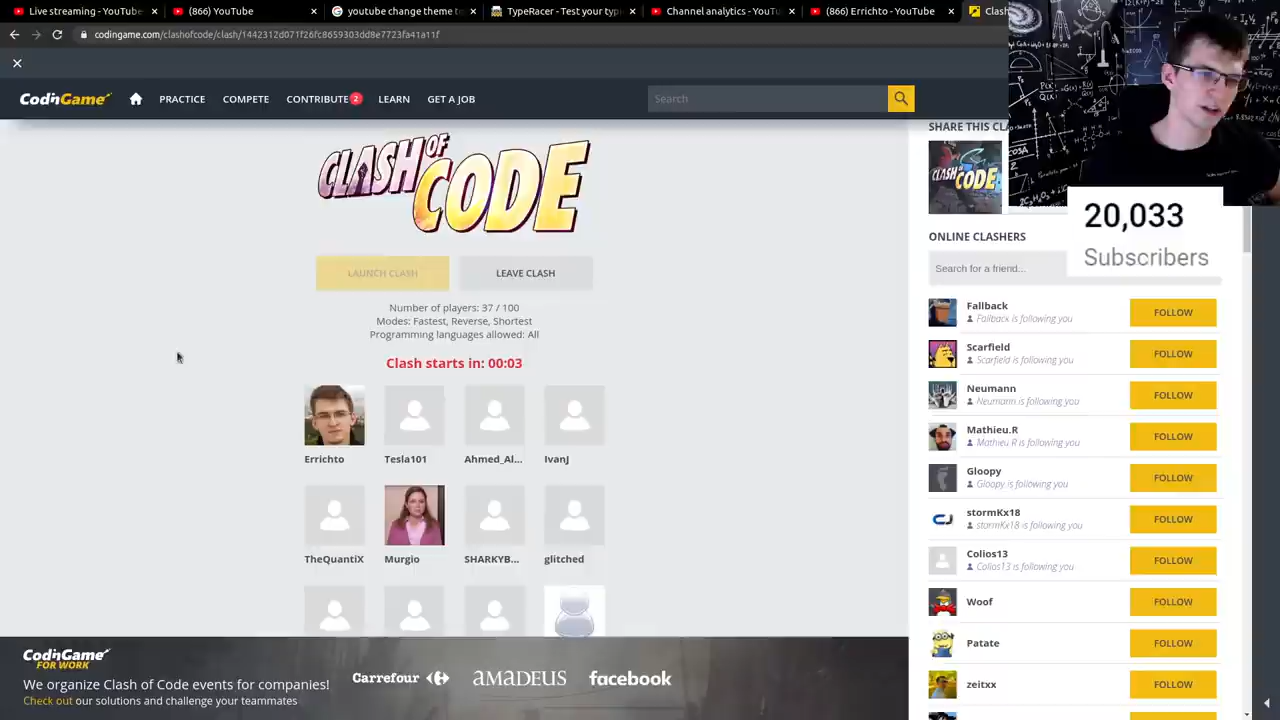 Live streaming - YouTu
(866) YouTube
youtube change theme t
TypeRacer - Test your typi
Channel analytics - YouTu
(866) Errichto - YouTube
Clash
codingame.com/clashofcode/clash/1442312d071f26fc8659303dd8e7723fa41a11f
CodinGame
PRACTICE
COMPETE
CONTRIBUTE
2
LEARN
GET A JOB
Search
SHARE THIS CLA
CLASH OF CODE
CLASH OF CODE
20,033
Subscribers
ONLINE CLASHERS
Search for a friend...
LAUNCH CLASH
LEAVE CLASH
Number of players: 37 / 100
Modes: Fastest, Reverse, Shortest
Programming languages allowed: All
Clash starts in: 00:03
Errichto
Tesla101
Ahmed_Al...
IvanJ
TheQuantiX
Murgio
SHARKYB...
glitched
Fallback
Fallback is following you
FOLLOW
Scarfield
Scarfield is following you
FOLLOW
Neumann
Neumann is following you
FOLLOW
Mathieu.R
Mathieu.R is following you
FOLLOW
Gloopy
Gloopy is following you
FOLLOW
stormKx18
stormKx18 is following you
FOLLOW
Colios13
Colios13 is following you
FOLLOW
Woof
FOLLOW
Patate
FOLLOW
zeitxx
FOLLOW
CodinGame
FOR WORK
We organize Clash of Code events for companies!
Check out our solutions and challenge your teammates
Carrefour
AMADEUS
facebook